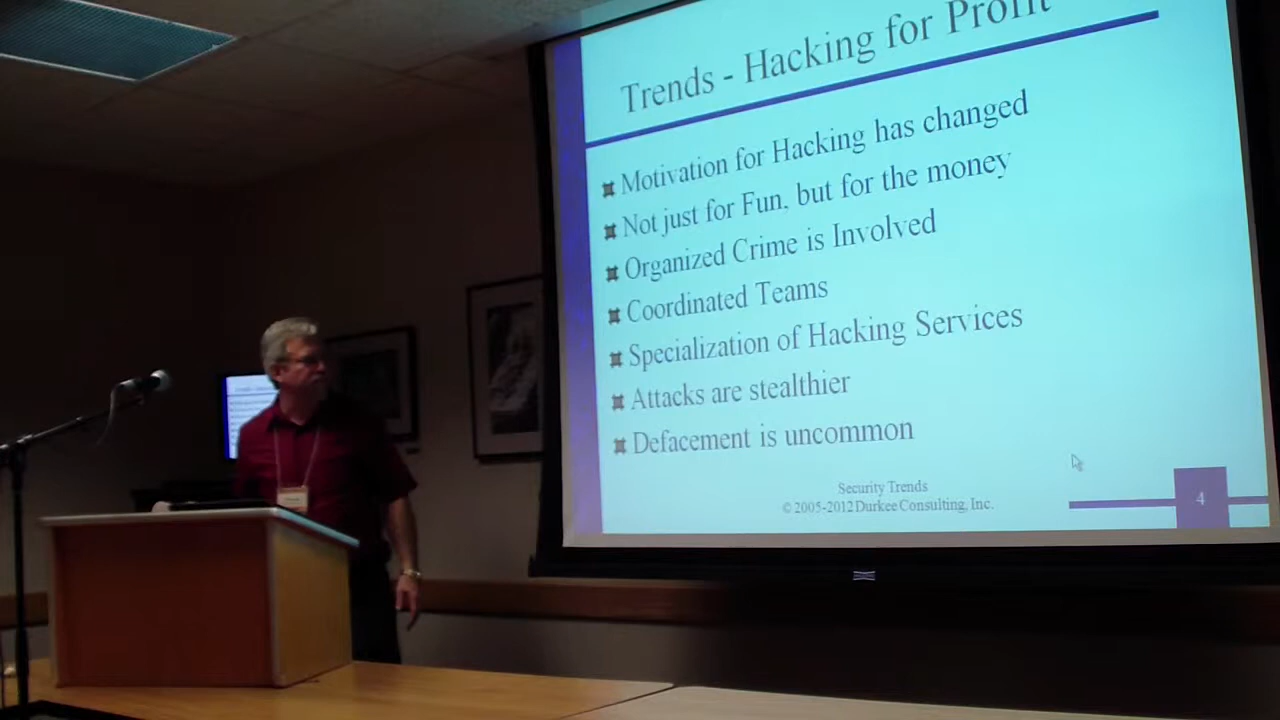 Trends - Hacking for Profit
Motivation for Hacking has changed
Not just for Fun, but for the money
Organized Crime is Involved
Coordinated Teams
Specialization of Hacking Services
Attacks are stealthier
Defacement is uncommon
Security Trends
© 2005-2012 Durkee Consulting, Inc.
4